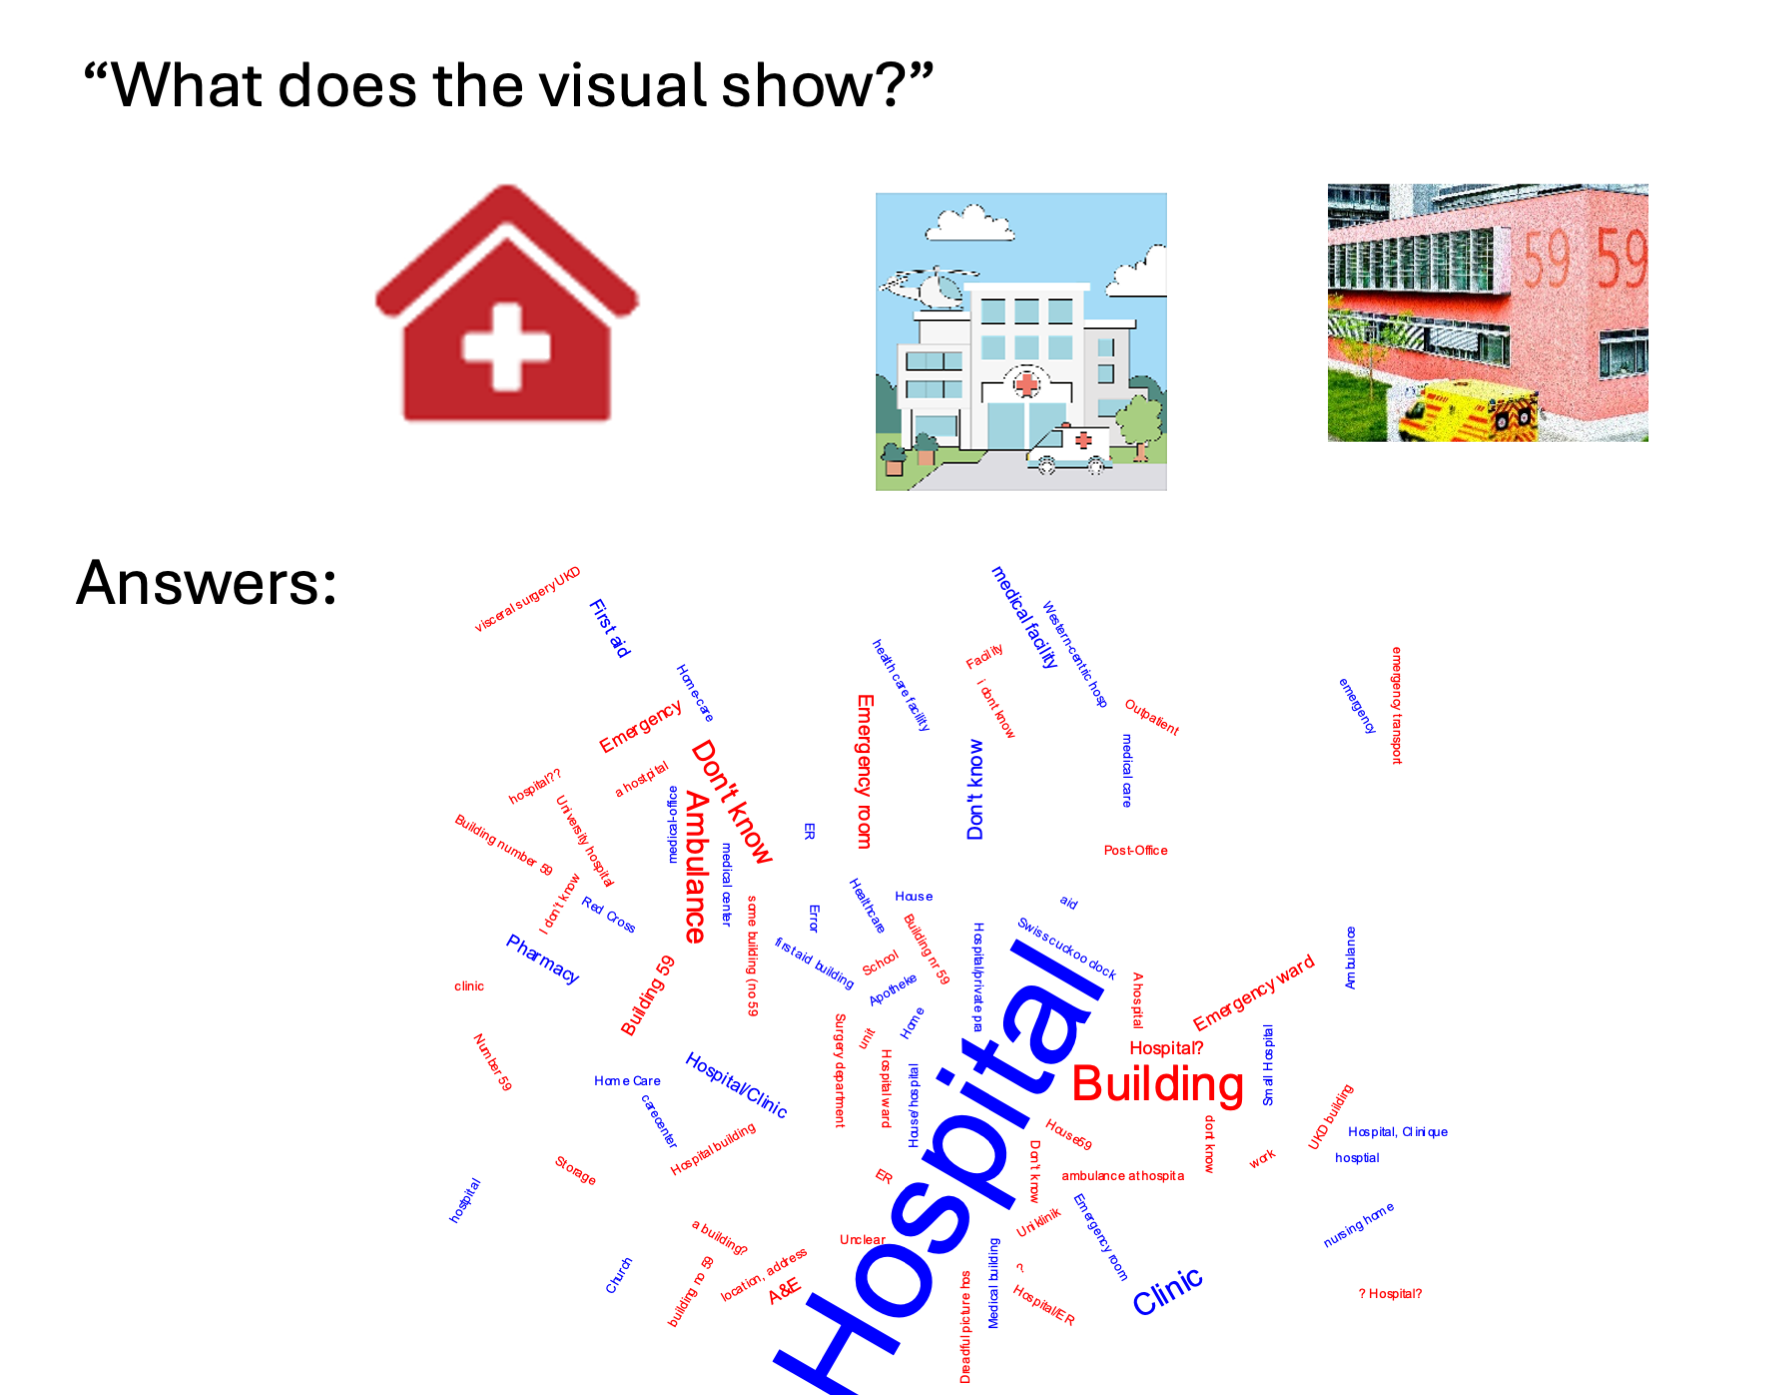 “What does the visual show?”
59 59
Answers:
visceral surgery UKD
First aid
medical facility
Western-centric hosp
Home-care
health care facility
Facility
i dont know
emergency transport
emergency
Emergency
Outpatient
Emergency room
Don't know
Don't know
medical care
hospital??
a hostpital
medical-office
Ambulance
University hospital
Building number 59
ER
medical center
Post-Office
I don't know
Red Cross
some building (no 59
Error
Healthcare
House
aid
Building nr 59
Swiss cuckoo clock
Hospital/private pra
Pharmacy
first aid building
School
Apotheke
Ambulance
clinic
Building 59
A hospital
Emergency ward
Surgery department
unit
Home
Hospital?
Small Hospital
Number 59
Home Care
Hospital/Clinic
Hospital ward
House/hospital
Hospital
Building
carecenter
Hospital building
House59
dont know
UKD building
Hospital, Clinique
hosptial
work
Storage
ER
Don't know
ambulance at hospita
hostpital
a building?
Unclear
Uniklinik
Emergency room
nursing home
Church
building no 59
location, address
A&E
Medical building
?
Hospital/ER
Clinic
? Hospital?
Dreadful picture hos